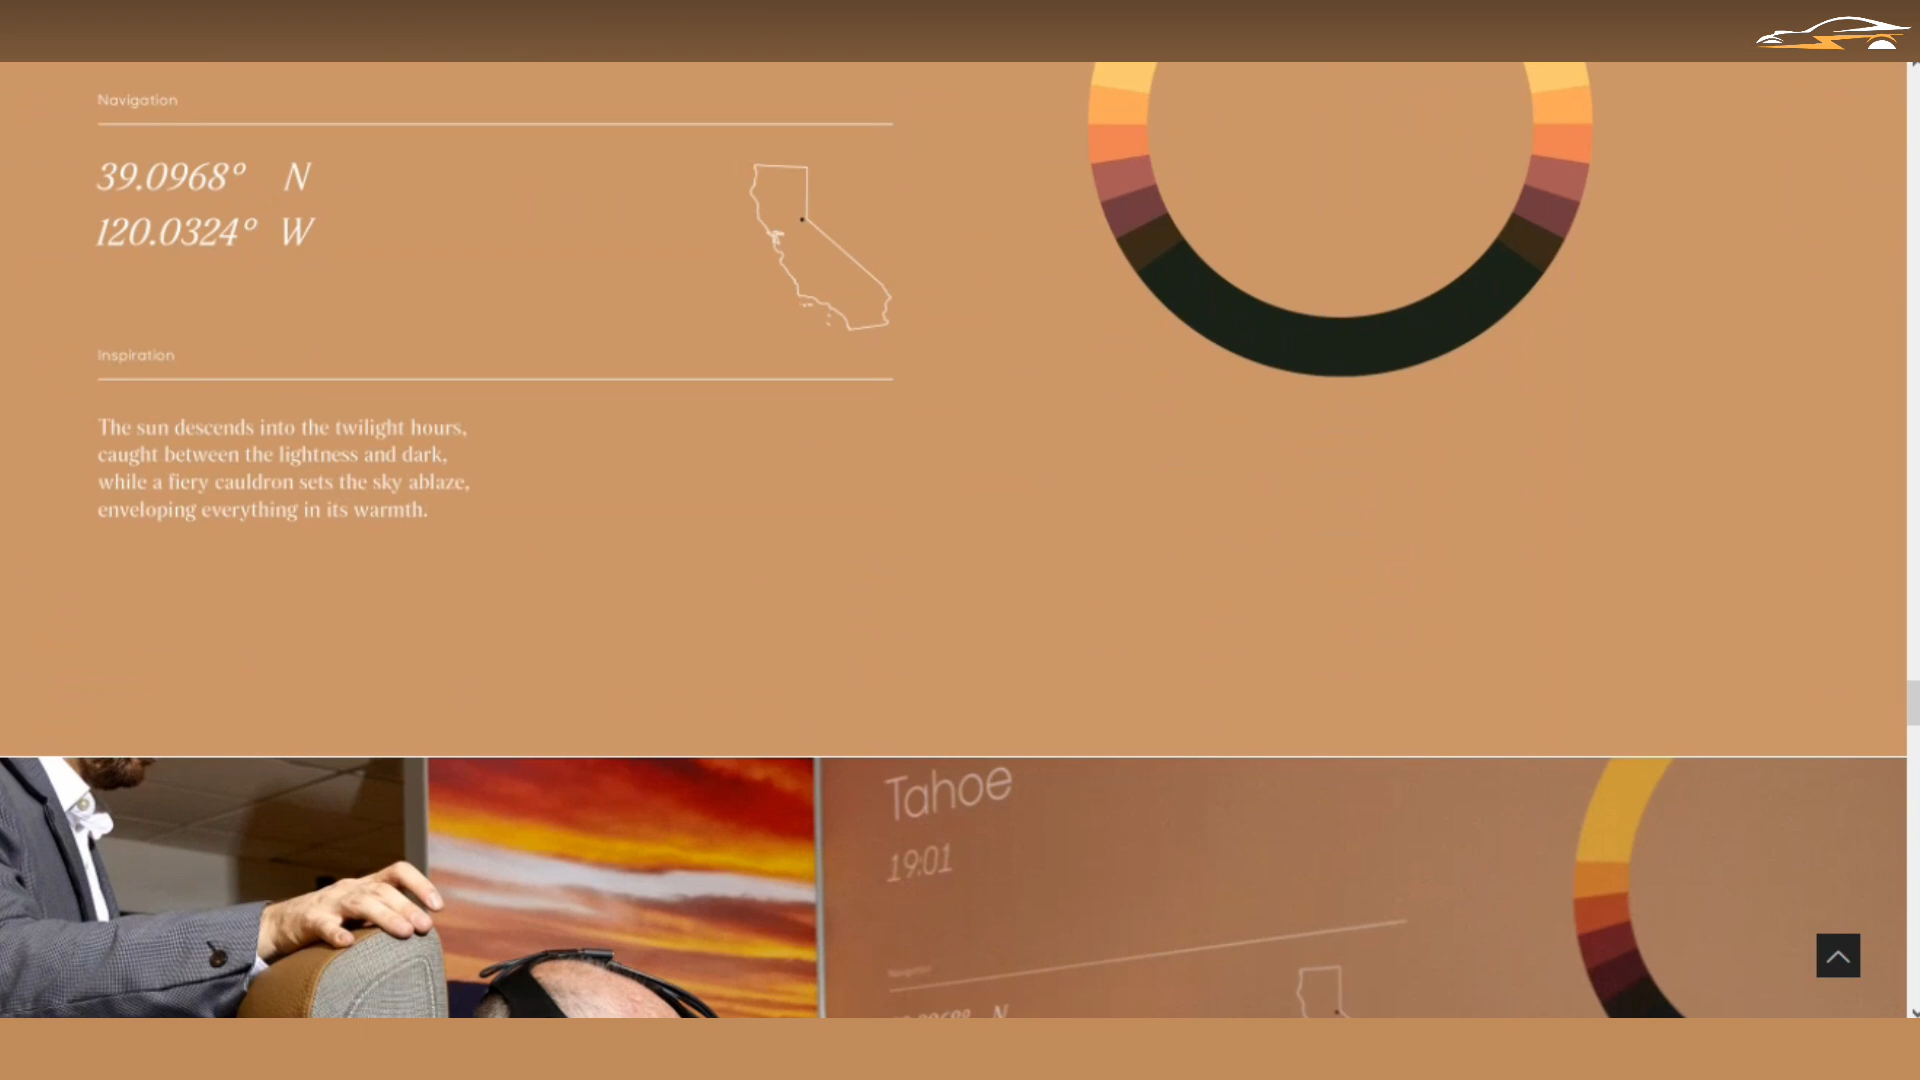 Navigation
39.0968° N
120.0324° W
Inspiration
The sun descends into the twilight hours,
caught between the lightness and dark,
while a fiery cauldron sets the sky ablaze,
enveloping everything in its warmth.
Tahoe
19:01
Navigation
N